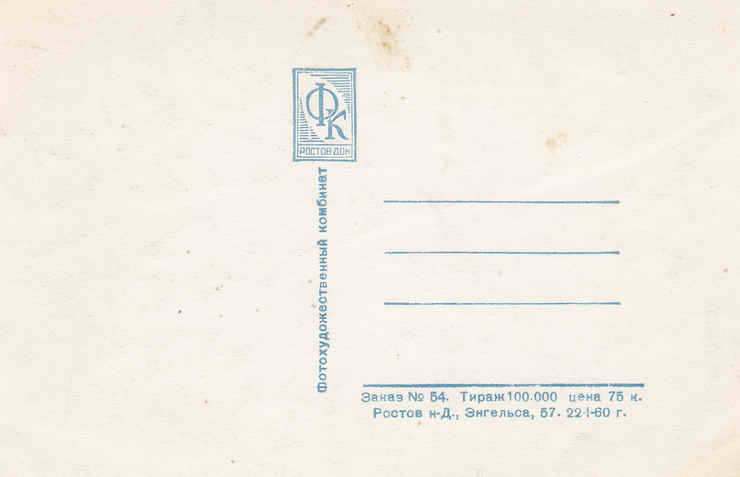 ФК
РОСТОВ-ДОН
Фотохудожественный комбинат
Заказ № 54. Тираж 100.000 цена 75 к.
Ростов н-Д., Энгельса, 57. 22-I-60 г.